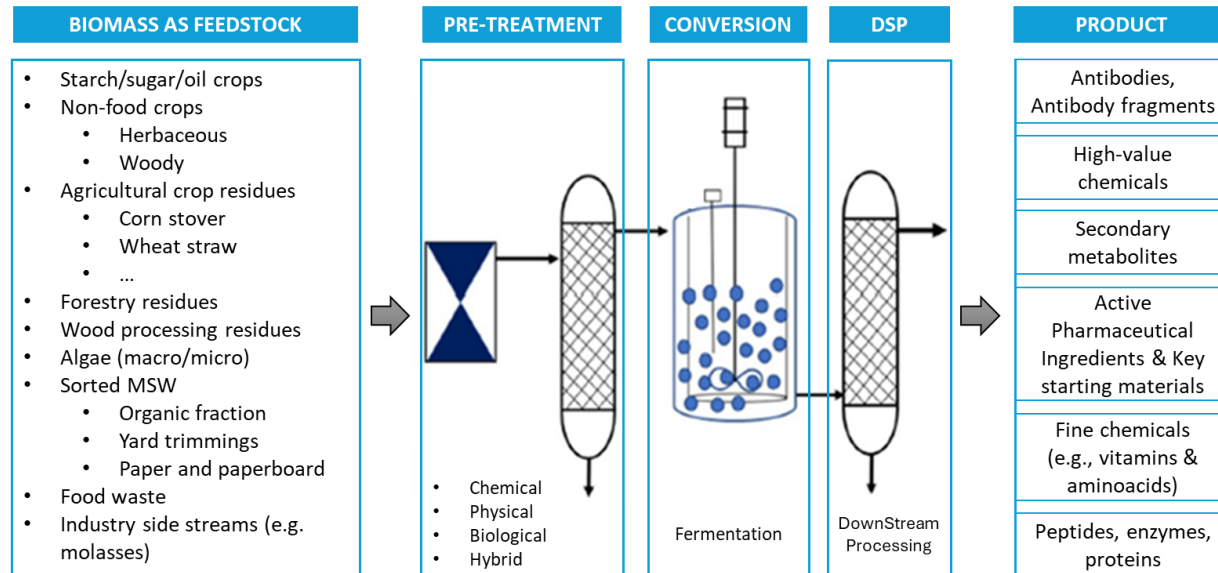 BIOMASS AS FEEDSTOCK
• Starch/sugar/oil crops
• Non-food crops
• Herbaceous
• Woody
• Agricultural crop residues
• Corn stover
• Wheat straw
• ...
• Forestry residues
• Wood processing residues
• Algae (macro/micro)
• Sorted MSW
• Organic fraction
• Yard trimmings
• Paper and paperboard
• Food waste
• Industry side streams (e.g.
molasses)
PRE-TREATMENT
• Chemical
• Physical
• Biological
• Hybrid
CONVERSION
Fermentation
DSP
DownStream
Processing
PRODUCT
Antibodies,
Antibody fragments
High-value
chemicals
Secondary
metabolites
Active
Pharmaceutical
Ingredients & Key
starting materials
Fine chemicals
(e.g., vitamins &
aminoacids)
Peptides, enzymes,
proteins